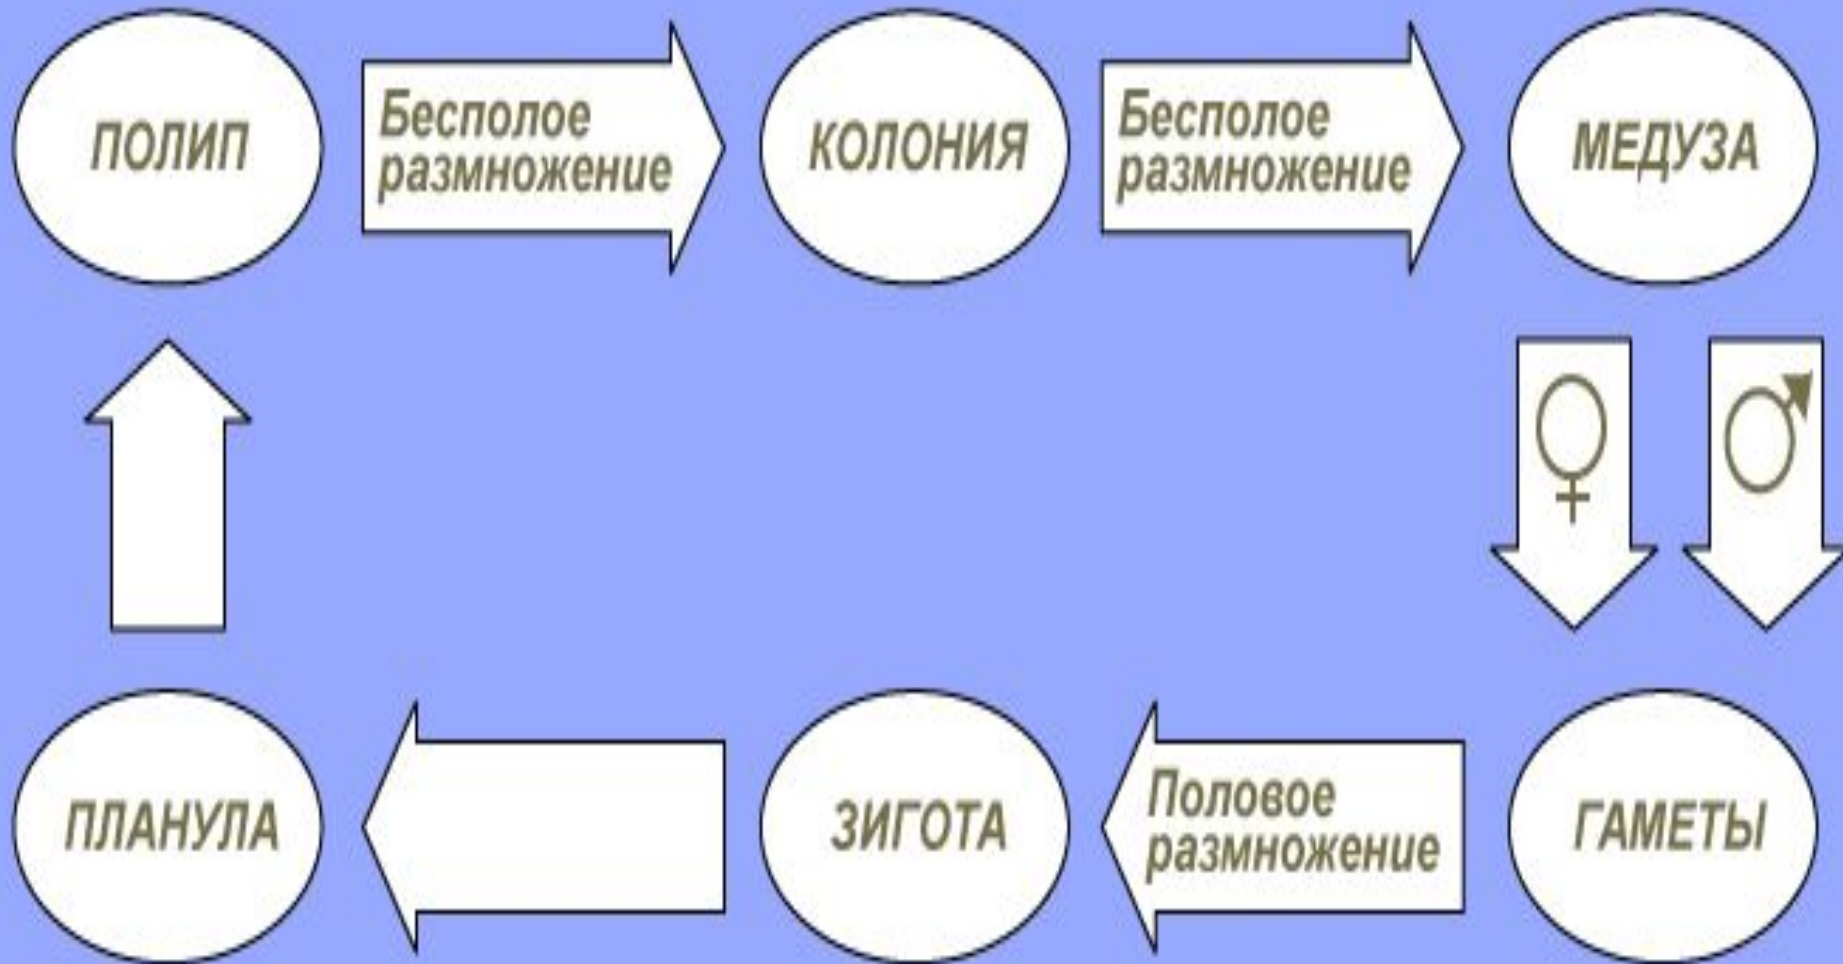 ПОЛИП
Бесполое
размножение
КОЛОНИЯ
Бесполое
размножение
МЕДУЗА
♀
♂
ПЛАНУЛА
ЗИГОТА
Половое
размножение
ГАМЕТЫ